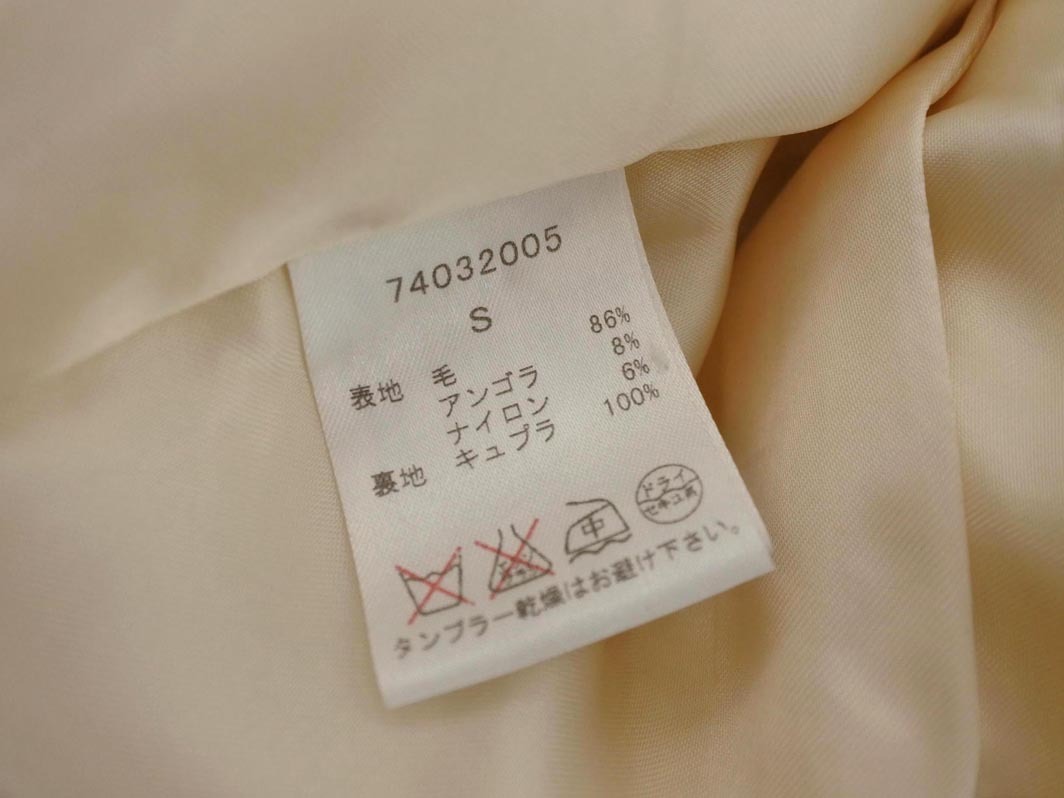 74032005
S
表地 毛 86%
アンゴラ 8%
ナイロン 6%
裏地 キュプラ 100%
中
ドライ
セキユ系
タンブラー乾燥はお避け下さい。